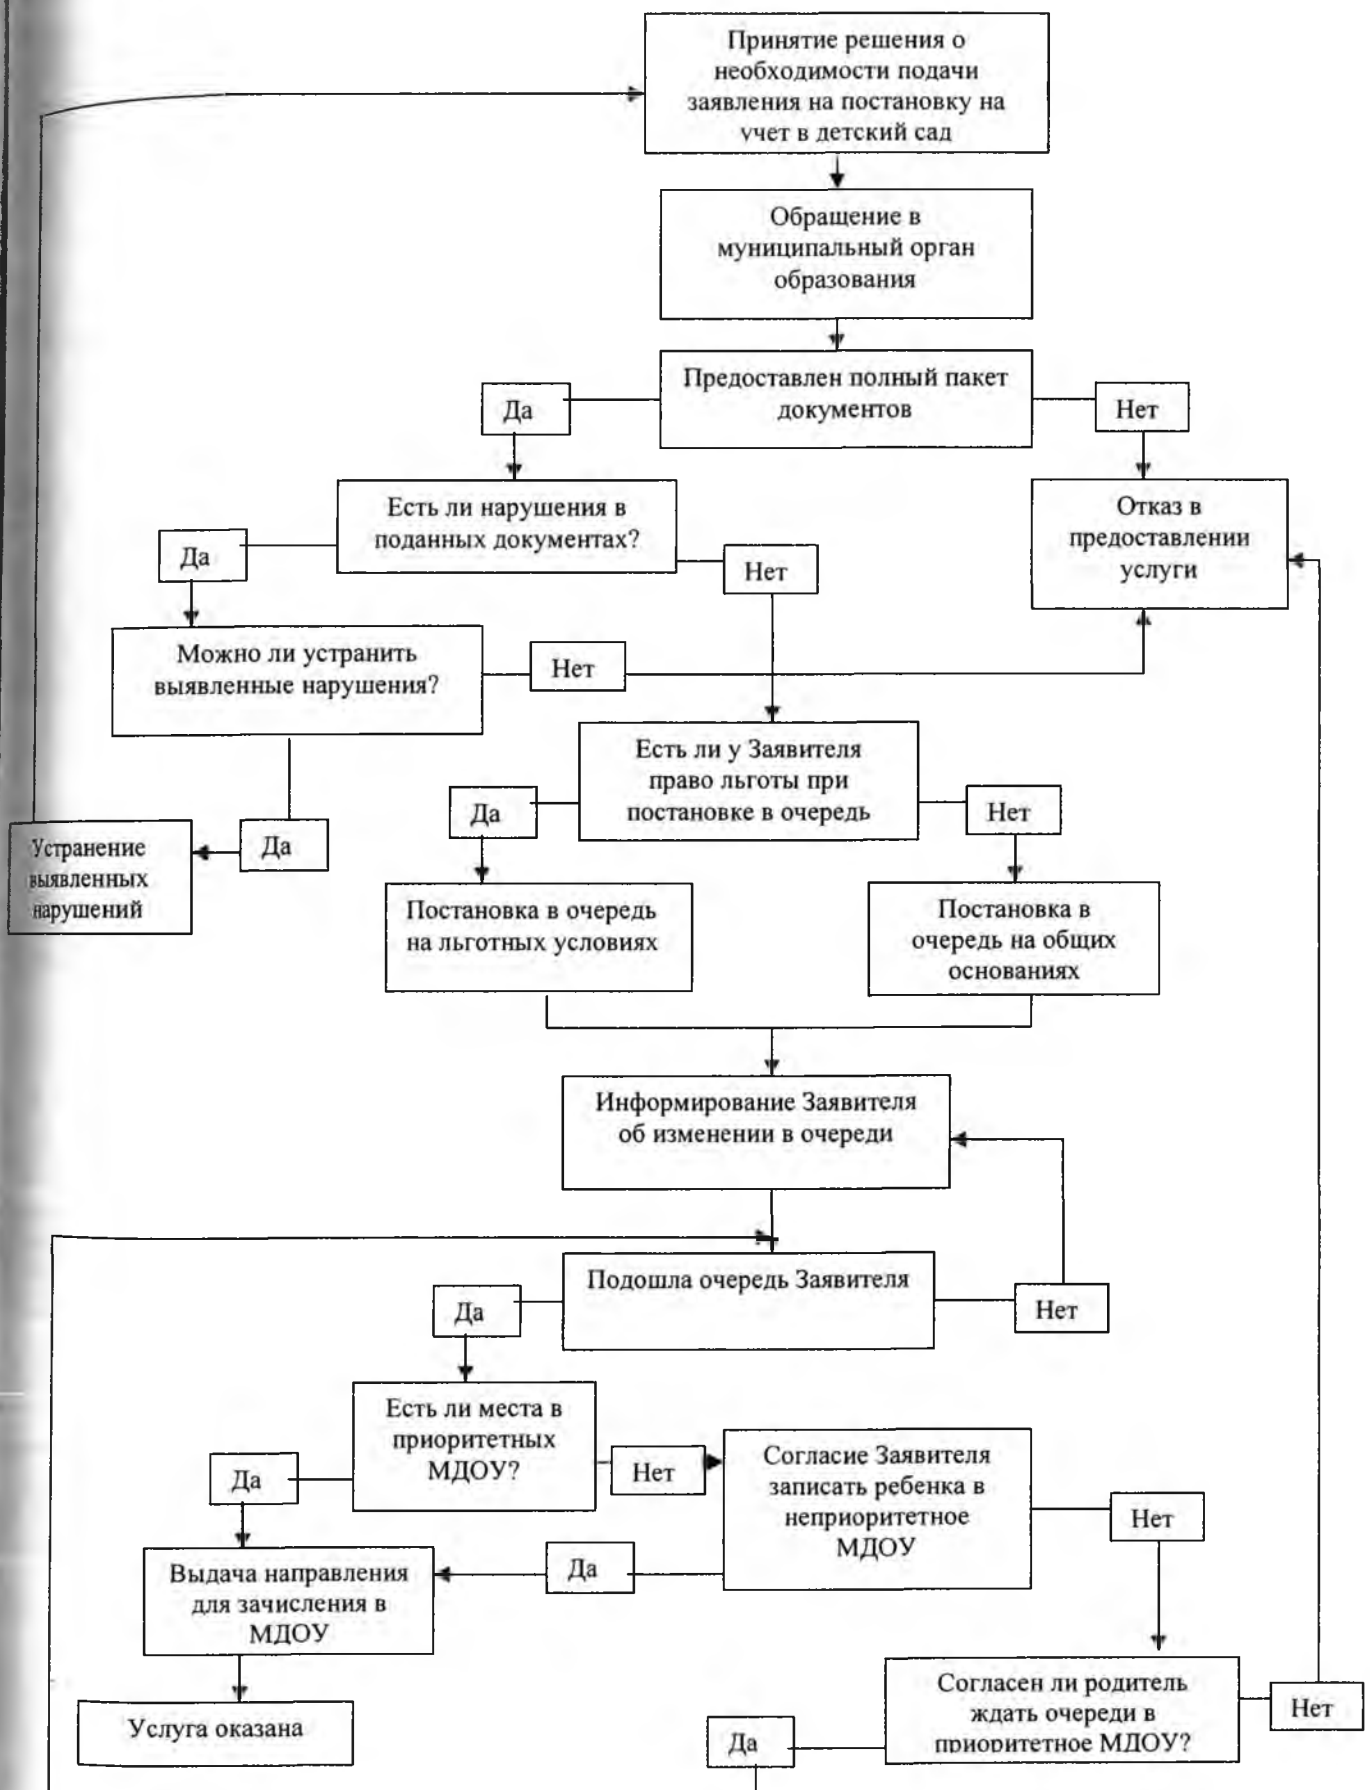 Принятие решения о
необходимости подачи
заявления на постановку на
учет в детский сад
Обращение в
муниципальный орган
образования
Предоставлен полный пакет
документов
Да
Нет
Есть ли нарушения в
поданных документах?
Отказ в
предоставлении
услуги
Да
Нет
Можно ли устранить
выявленные нарушения?
Нет
Есть ли у Заявителя
право льготы при
постановке в очередь
Да
Нет
Устранение
выявленных
нарушений
Да
Постановка в очередь
на льготных условиях
Постановка в
очередь на общих
основаниях
Информирование Заявителя
об изменении в очереди
Подошла очередь Заявителя
Да
Нет
Есть ли места в
приоритетных
МДОУ?
Да
Нет
Согласие Заявителя
записать ребенка в
неприоритетное
МДОУ
Нет
Да
Выдача направления
для зачисления в
МДОУ
Согласен ли родитель
ждать очереди в
приоритетное МДОУ?
Нет
Услуга оказана
Да